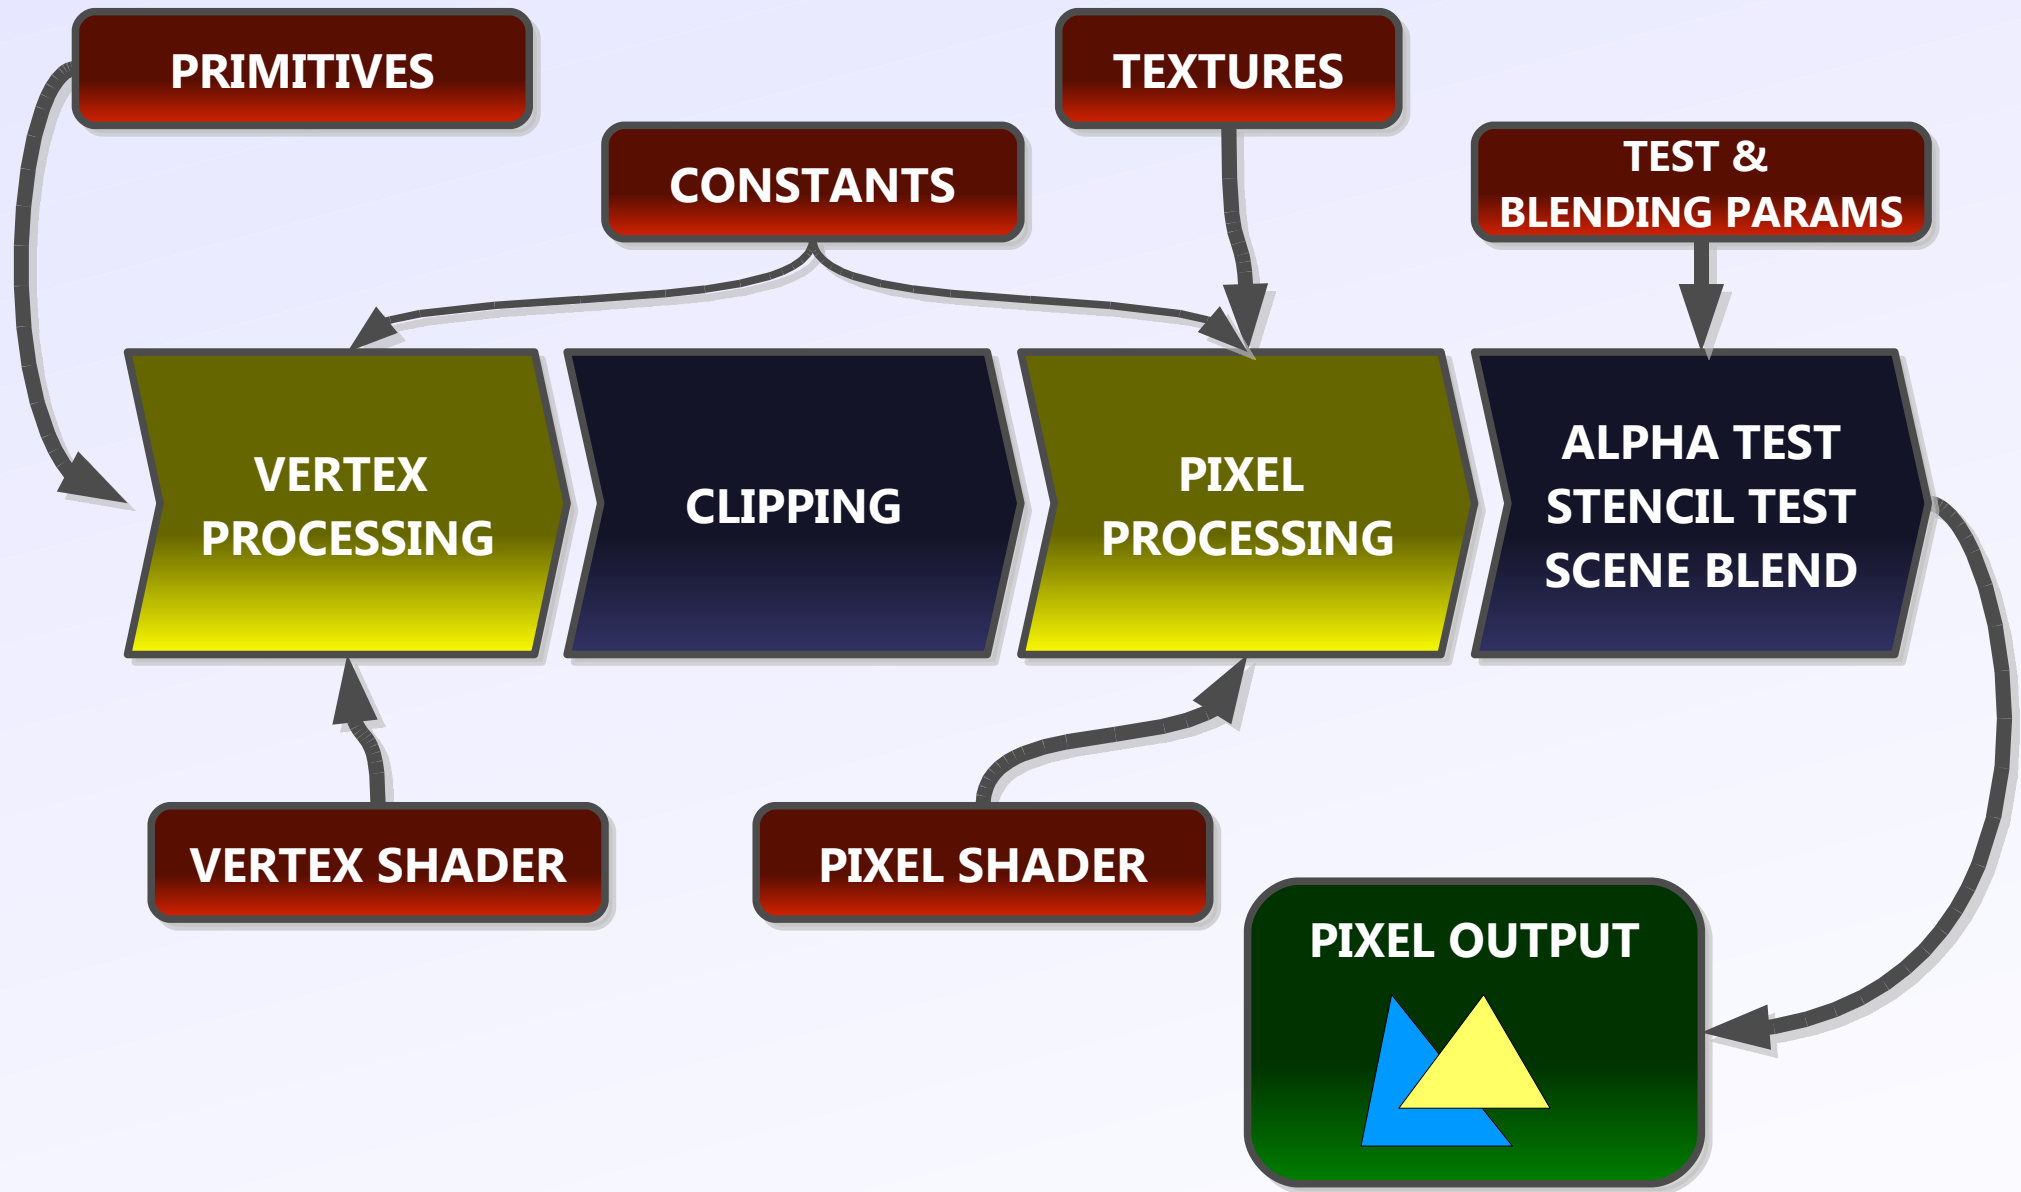 PRIMITIVES
TEXTURES
CONSTANTS
TEST &
BLENDING PARAMS
VERTEX
PROCESSING
CLIPPING
PIXEL
PROCESSING
ALPHA TEST
STENCIL TEST
SCENE BLEND
VERTEX SHADER
PIXEL SHADER
PIXEL OUTPUT